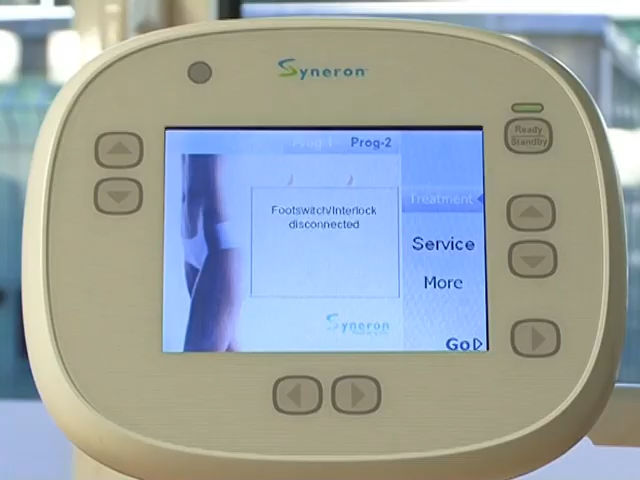 Syneron
Prog-1 Prog-2
Ready
Standby
Footswitch/Interlock
disconnected
Treatment
Service
More
Syneron
Go